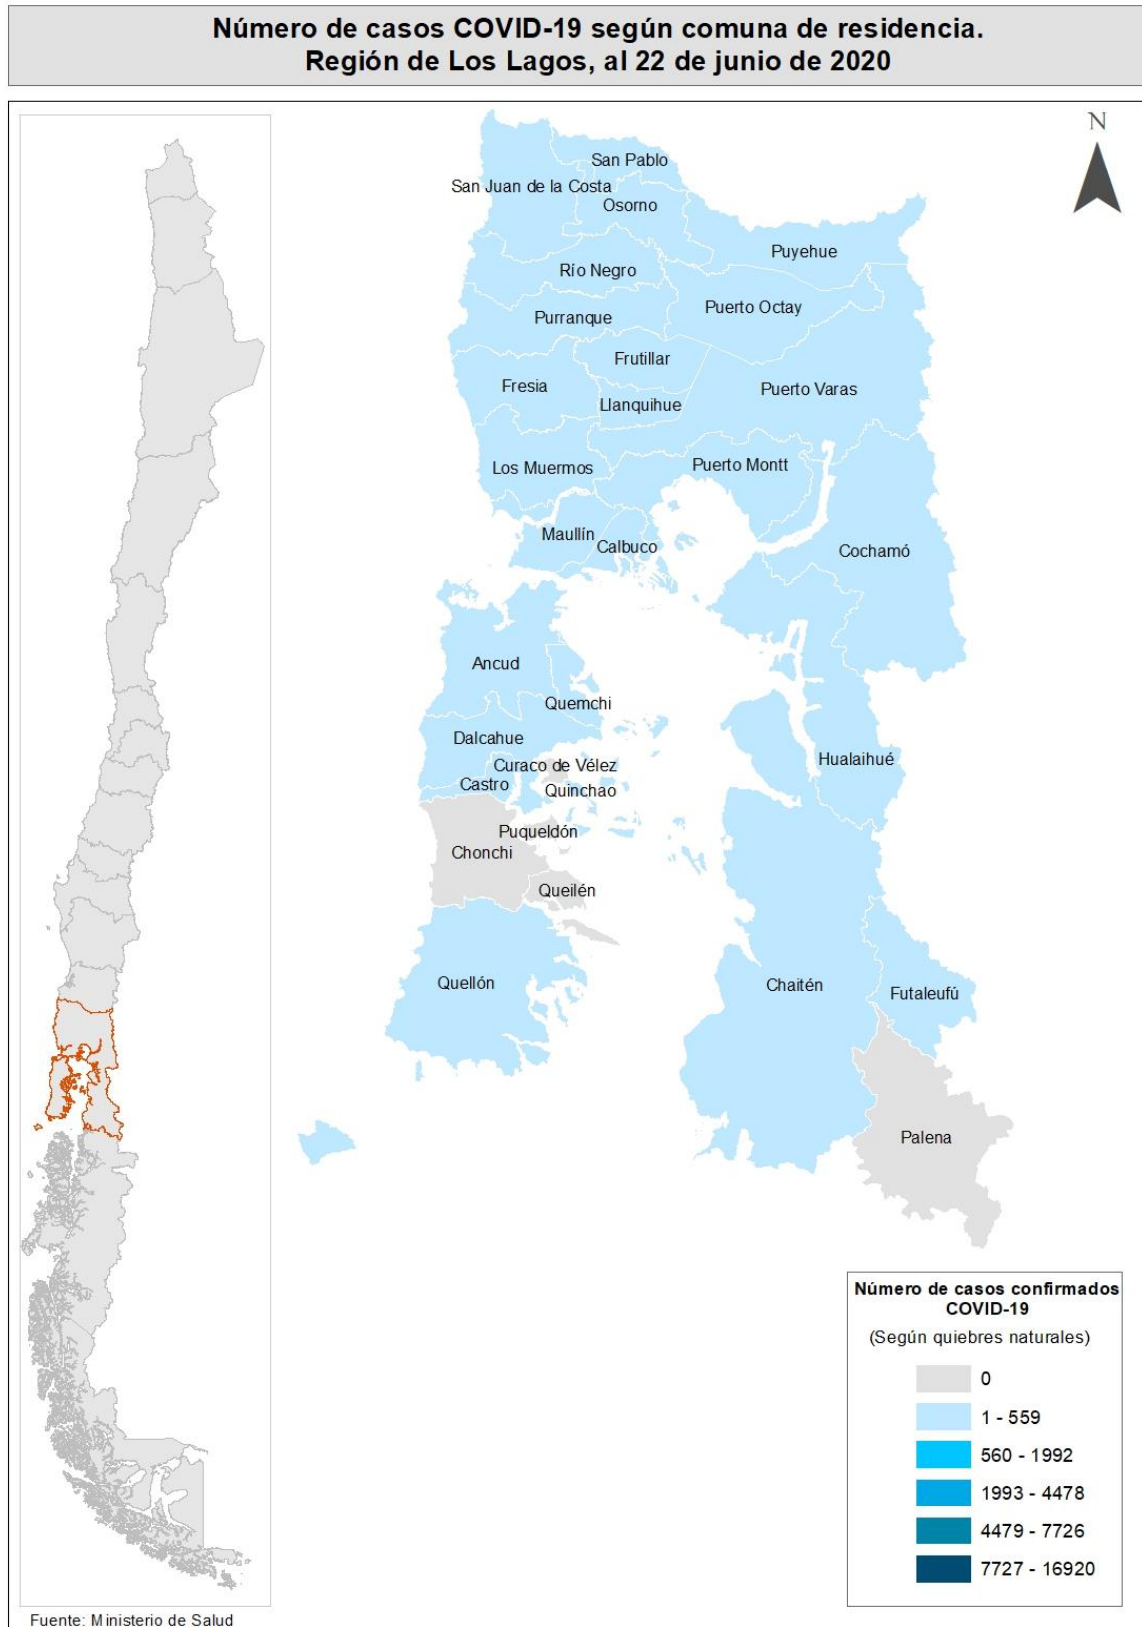 Número de casos COVID-19 según comuna de residencia.
Región de Los Lagos, al 22 de junio de 2020
N
San Pablo
San Juan de la Costa
Osorno
Puyehue
Río Negro
Puerto Octay
Purranque
Frutillar
Fresia
Puerto Varas
Llanquihue
Los Muermos
Puerto Montt
Maullín
Calbuco
Cochamó
Ancud
Quemchi
Dalcahue
Hualaihué
Curaco de Vélez
Castro
Quinchao
Puqueldón
Chonchi
Queilén
Quellón
Chaitén
Futaleufú
Palena
Número de casos confirmados
COVID-19
(Según quiebres naturales)
0
1 - 559
560 - 1992
1993 - 4478
4479 - 7726
7727 - 16920
Fuente: Ministerio de Salud